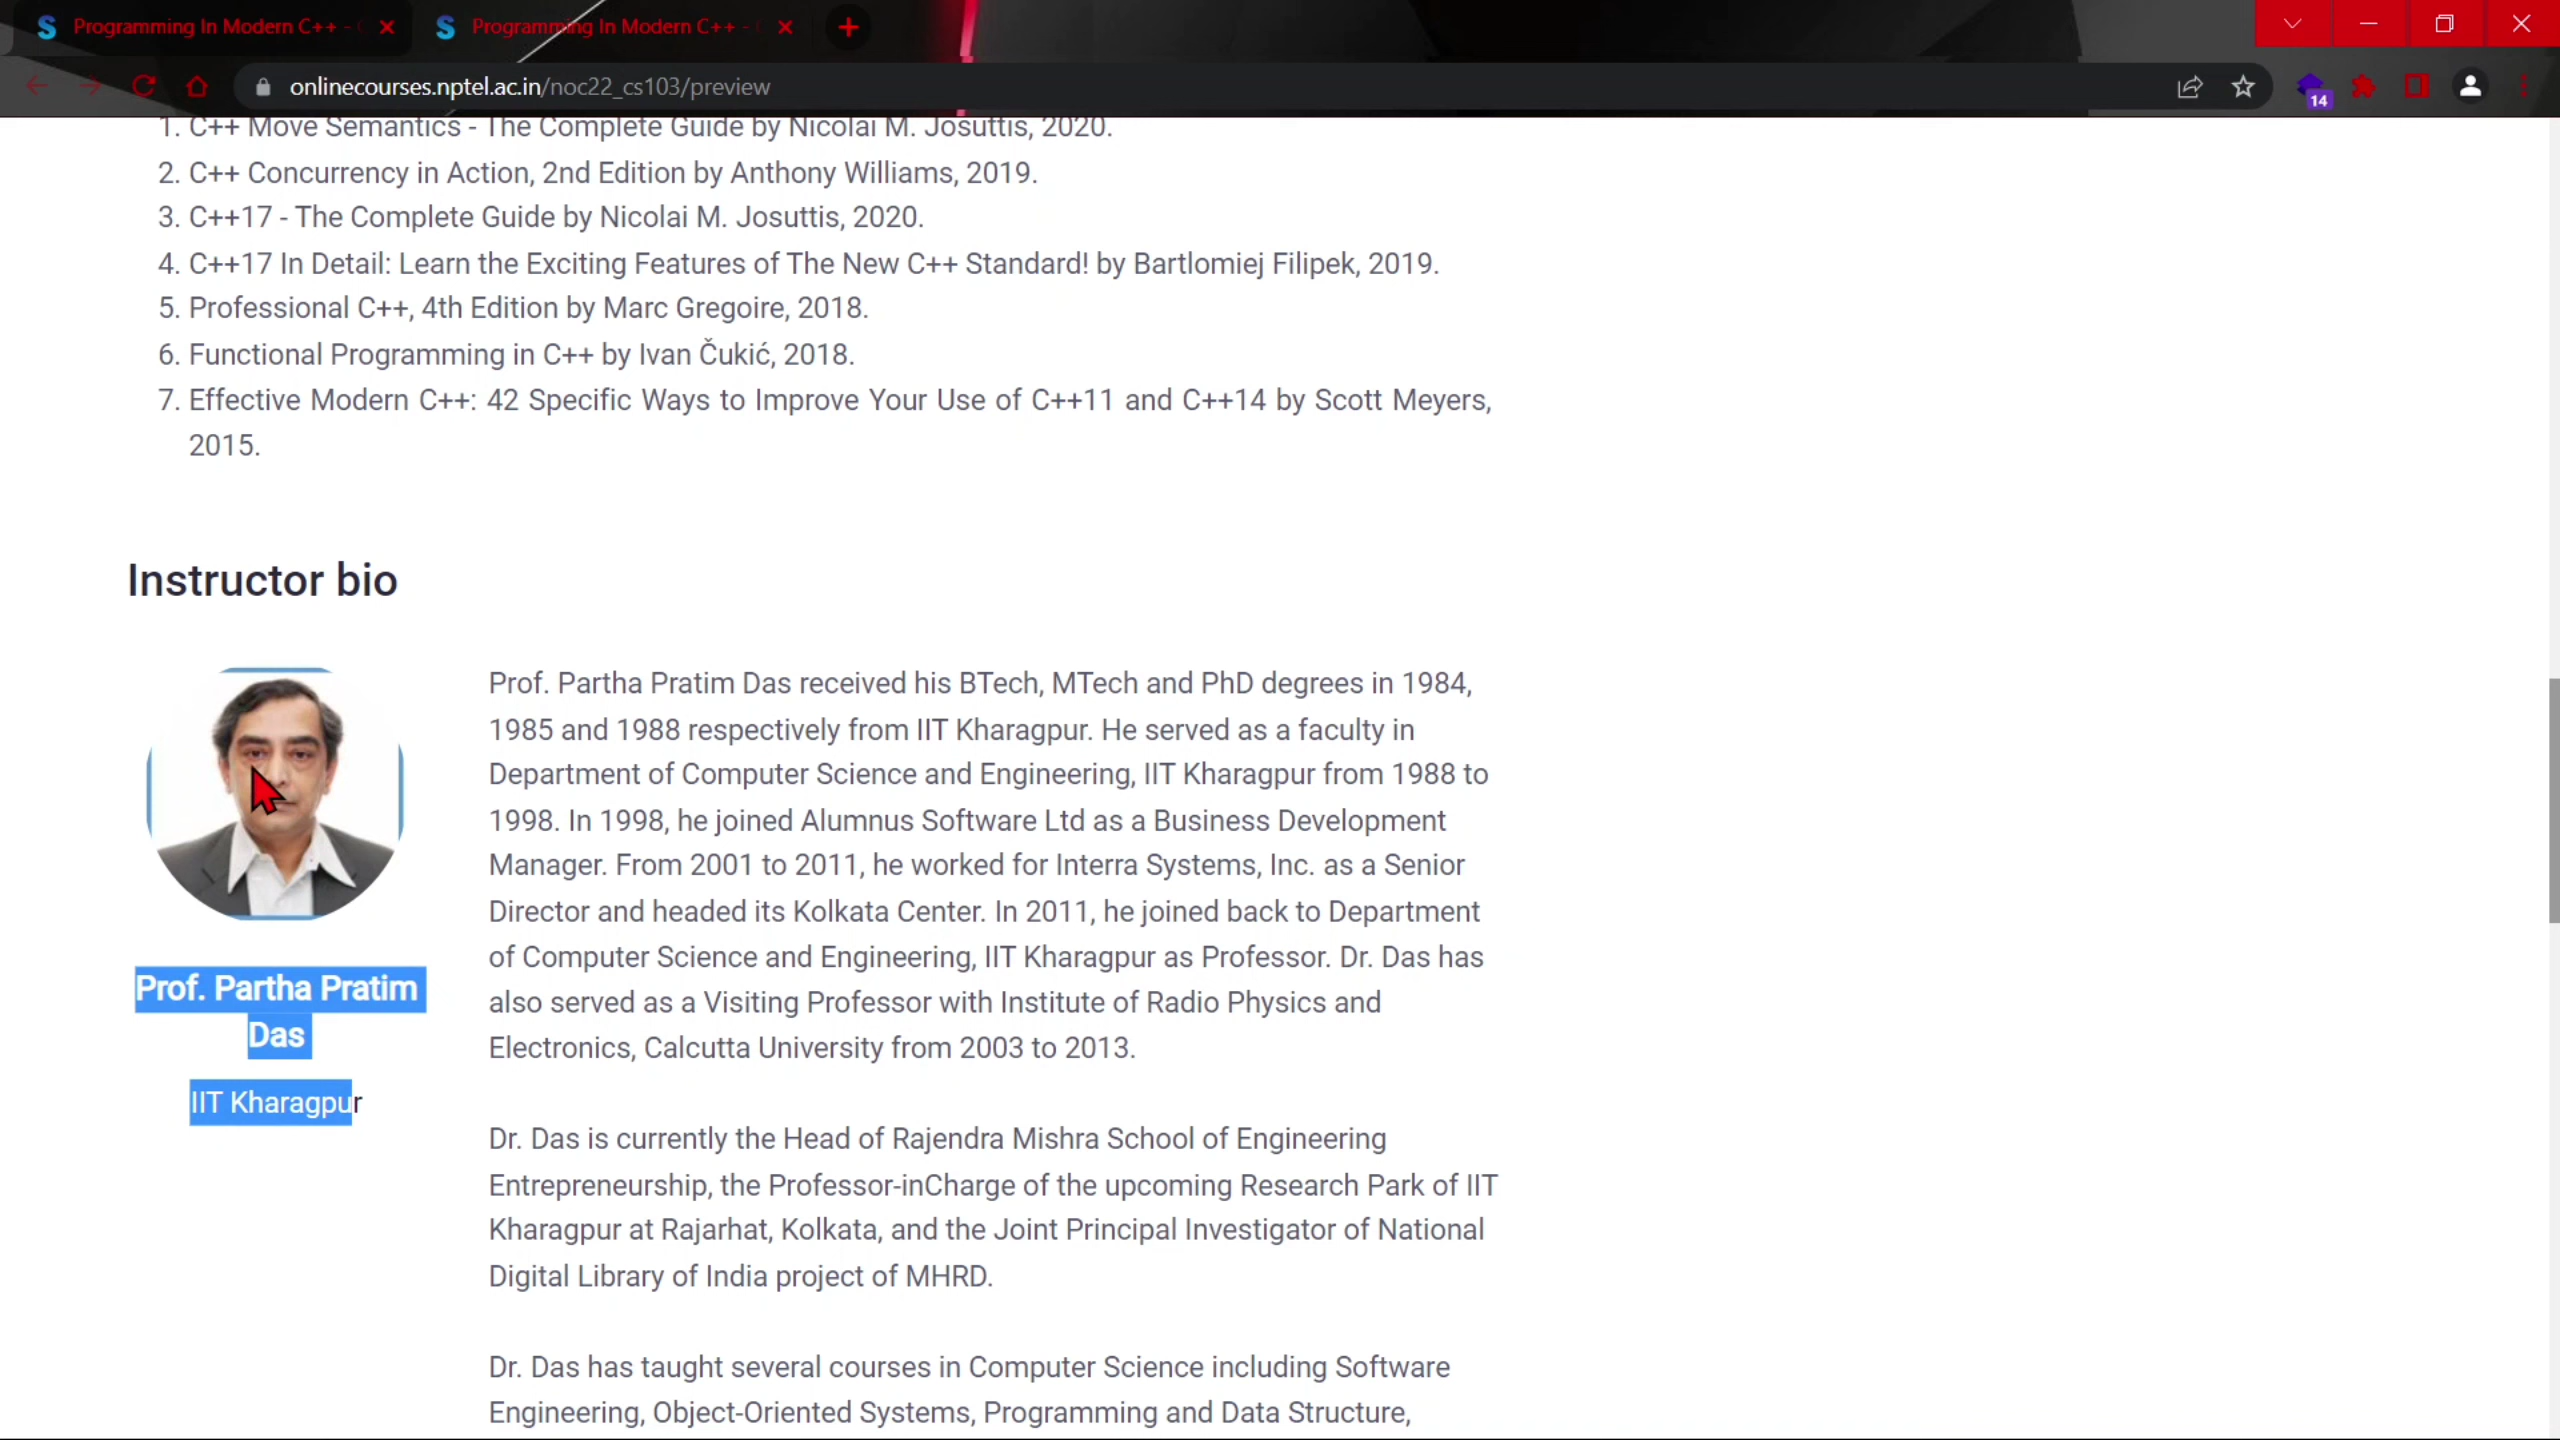 Programming In Modern C++ -
Programming In Modern C++ -
onlinecourses.nptel.ac.in/noc22_cs103/preview
14
1. C++ Move Semantics - The Complete Guide by Nicolai M. Josuttis, 2020.
2. C++ Concurrency in Action, 2nd Edition by Anthony Williams, 2019.
3. C++17 - The Complete Guide by Nicolai M. Josuttis, 2020.
4. C++17 In Detail: Learn the Exciting Features of The New C++ Standard! by Bartlomiej Filipek, 2019.
5. Professional C++, 4th Edition by Marc Gregoire, 2018.
6. Functional Programming in C++ by Ivan Čukić, 2018.
7. Effective Modern C++: 42 Specific Ways to Improve Your Use of C++11 and C++14 by Scott Meyers,
2015.
Instructor bio
Prof. Partha Pratim
Das
IIT Kharagpur
Prof. Partha Pratim Das received his BTech, MTech and PhD degrees in 1984,
1985 and 1988 respectively from IIT Kharagpur. He served as a faculty in
Department of Computer Science and Engineering, IIT Kharagpur from 1988 to
1998. In 1998, he joined Alumnus Software Ltd as a Business Development
Manager. From 2001 to 2011, he worked for Interra Systems, Inc. as a Senior
Director and headed its Kolkata Center. In 2011, he joined back to Department
of Computer Science and Engineering, IIT Kharagpur as Professor. Dr. Das has
also served as a Visiting Professor with Institute of Radio Physics and
Electronics, Calcutta University from 2003 to 2013.
Dr. Das is currently the Head of Rajendra Mishra School of Engineering
Entrepreneurship, the Professor-inCharge of the upcoming Research Park of IIT
Kharagpur at Rajarhat, Kolkata, and the Joint Principal Investigator of National
Digital Library of India project of MHRD.
Dr. Das has taught several courses in Computer Science including Software
Engineering, Object-Oriented Systems, Programming and Data Structure,